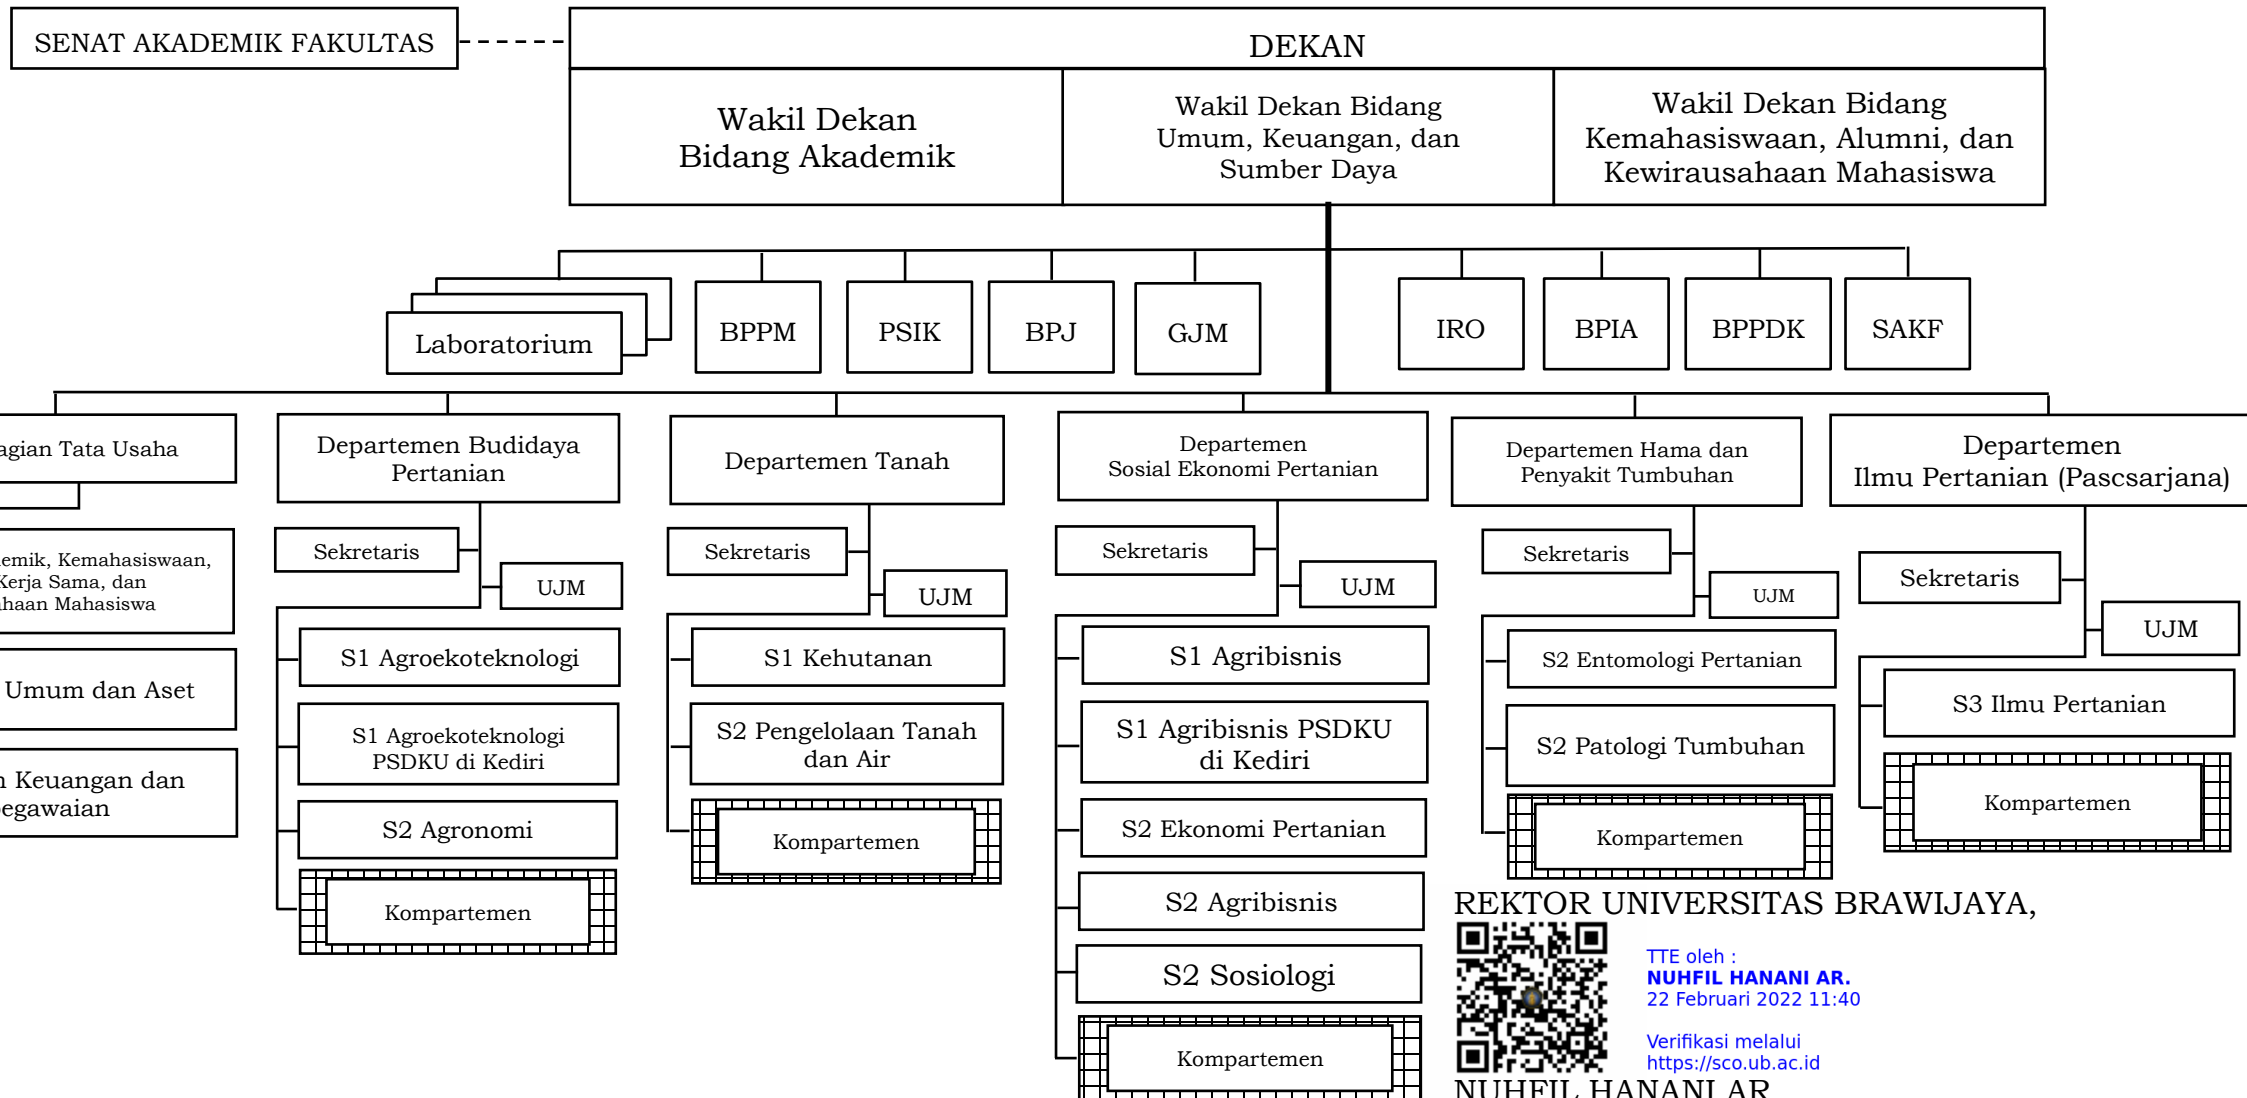 SENAT AKADEMIK FAKULTAS
DEKAN
Wakil Dekan
Bidang Akademik
Wakil Dekan Bidang
Umum, Keuangan, dan
Sumber Daya
Wakil Dekan Bidang
Kemahasiswaan, Alumni, dan
Kewirausahaan Mahasiswa
Laboratorium
BPPM
PSIK
BPJ
GJM
IRO
BPIA
BPPDK
SAKF
agian Tata Usaha
emik, Kemahasiswaan,
Kerja Sama, dan
haan Mahasiswa
Umum dan Aset
n Keuangan dan
egawaian
Departemen Budidaya
Pertanian
Sekretaris
UJM
S1 Agroekoteknologi
S1 Agroekoteknologi
PSDKU di Kediri
S2 Agronomi
Kompartemen
Departemen Tanah
Sekretaris
UJM
S1 Kehutanan
S2 Pengelolaan Tanah
dan Air
Kompartemen
Departemen
Sosial Ekonomi Pertanian
Sekretaris
UJM
S1 Agribisnis
S1 Agribisnis PSDKU
di Kediri
S2 Ekonomi Pertanian
S2 Agribisnis
S2 Sosiologi
Kompartemen
Departemen Hama dan
Penyakit Tumbuhan
Sekretaris
UJM
S2 Entomologi Pertanian
S2 Patologi Tumbuhan
Kompartemen
Departemen
Ilmu Pertanian (Pascsarjana)
Sekretaris
UJM
S3 Ilmu Pertanian
Kompartemen
REKTOR UNIVERSITAS BRAWIJAYA,
TTE oleh :
NUHFIL HANANI AR.
22 Februari 2022 11:40
Verifikasi melalui
https://sco.ub.ac.id
NUHFIL HANANI AR